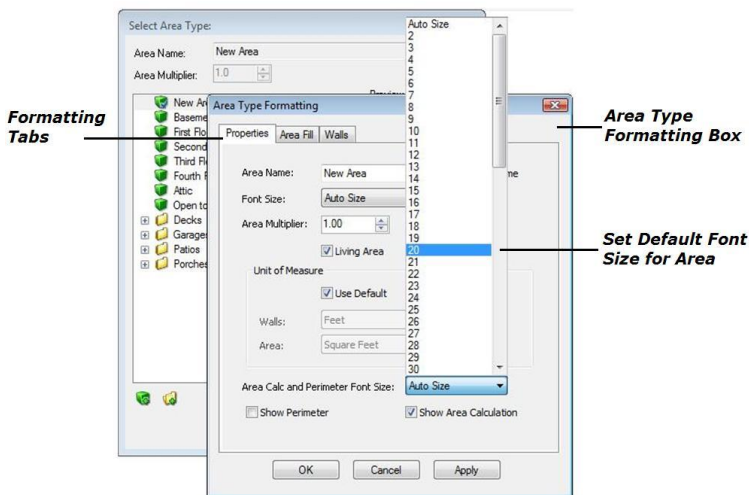 Select Area Type:
Area Name: New Area
Area Multiplier: 1.0
New
Baseme
First Flo
Second
Third Fl
Fourth F
Attic
Open to
Decks
Garage
Patios
Porches
Area Type Formatting
Properties Area Fill Walls
Area Name: New Area
Font Size: Auto Size
Area Multiplier: 1.00
Living Area
Unit of Measure
Use Default
Walls: Feet
Area: Square Feet
Area Calc and Perimeter Font Size: Auto Size
Show Perimeter
Show Area Calculation
OK Cancel Apply
Auto Size
2
3
4
5
6
7
8
9
10
11
12
13
14
15
16
17
18
19
20
21
22
23
24
25
26
27
28
29
30
Formatting
Tabs
Area Type
Formatting Box
Set Default Font
Size for Area